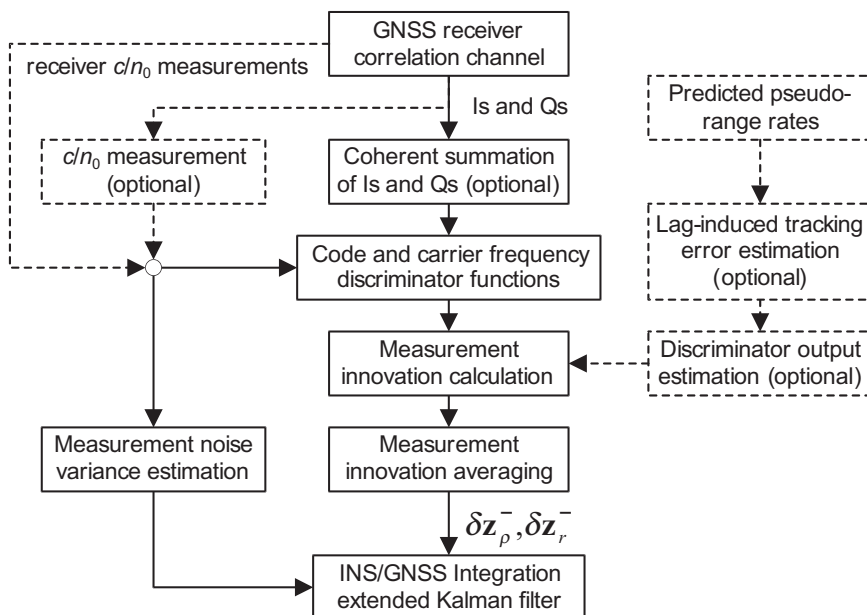 GNSS receiver
correlation channel
receiver c/n₀ measurements
Is and Qs
Predicted pseudo-
range rates
c/n₀ measurement
(optional)
Coherent summation
of Is and Qs (optional)
Lag-induced tracking
error estimation
(optional)
Code and carrier frequency
discriminator functions
Measurement
innovation calculation
Discriminator output
estimation (optional)
Measurement noise
variance estimation
Measurement
innovation averaging
δz⁻ρ, δz⁻r
INS/GNSS Integration
extended Kalman filter